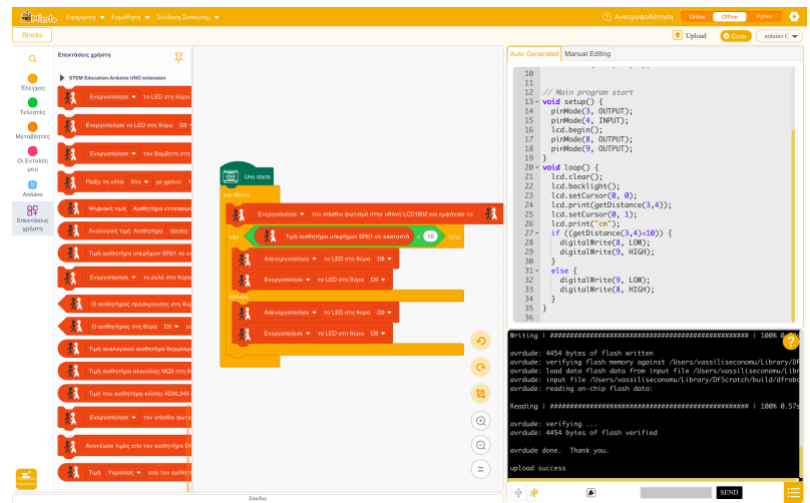 Mind+
Εφαρμογή
Εκμάθηση
Σύνδεση Συσκευής
Ανατροφοδότηση
Online
Offline
Python
Blocks
Upload
Code
arduino C
Έλεγχος
Τελεστές
Μεταβλητές
Οι Εντολές μου
Arduino
Επεκτάσεις χρήστη
Επεκτάσεις χρήστη
STEM Education:Arduino UNO extension
Ενεργοποίησε το LED στη θύρα
Ενεργοποίησε το LED στη θύρα D5
Ενεργοποίησε τον βομβητή στη
Παίξε τη νότα Ντο με χρόνο
Ψηφιακή τιμή Αισθητήρα
Αναλογική τιμή Αισθητήρα
Τιμή αισθητήρα υπερήχων SR01 σε
Ενεργοποίησε το ρελέ στη θύρα
Ο αισθητήρας πρόσκρουσης στη θύρ
Ο αισθητήρας στη θύρα D5
Τιμή αναλογικού αισθητήρα
Τιμή αισθητήρα αλκοόλης MQ3 στη θ
Τιμή του αισθητήρα κλίσης ADXL345
Ενεργοποίησε τον οπίσθιο φωτ
Ανανέωσε τιμές απο τον αισθητήρα
Τιμή Υγρασίας απο τον αισθητ
Uno starts
για πάντα
Ενεργοποίησε τον οπίσθιο φωτισμό στην οθόνη LCD1602 και εμφάνισε το
εάν Τιμή αισθητήρα υπερήχων SR01 σε εκατοστά < 10 τότε
Απενεργοποίησε το LED στη θύρα D8
Ενεργοποίησε το LED στη θύρα D9
αλλιώς
Απενεργοποίησε το LED στη θύρα D9
Ενεργοποίησε το LED στη θύρα D8
Auto Generated
Manual Editing
10
11
12 // Main program start
13 void setup() {
14 pinMode(3, OUTPUT);
15 pinMode(4, INPUT);
16 lcd.begin();
17 pinMode(8, OUTPUT);
18 pinMode(9, OUTPUT);
19 }
20 void loop() {
21 lcd.clear();
22 lcd.backlight();
23 lcd.setCursor(0, 0);
24 lcd.print(getDistance(3,4));
25 lcd.setCursor(0, 1);
26 lcd.print("cm");
27 if ((getDistance(3,4)<10)) {
28 digitalWrite(8, LOW);
29 digitalWrite(9, HIGH);
30 }
31 else {
32 digitalWrite(9, LOW);
33 digitalWrite(8, HIGH);
34 }
35 }
36
Writing | ################################################## | 100%
avrdude: 4454 bytes of flash written
avrdude: verifying flash memory against /Users/vassiliseconomu/Library/DF
avrdude: load data flash data from input file /Users/vassiliseconomu/Libr
avrdude: input file /Users/vassiliseconomu/Library/DFScratch/build/dfrobo
avrdude: reading on-chip flash data:
Reading | ################################################## | 100% 0.57s
avrdude: verifying ...
avrdude: 4454 bytes of flash verified
avrdude done. Thank you.
upload success
SEND